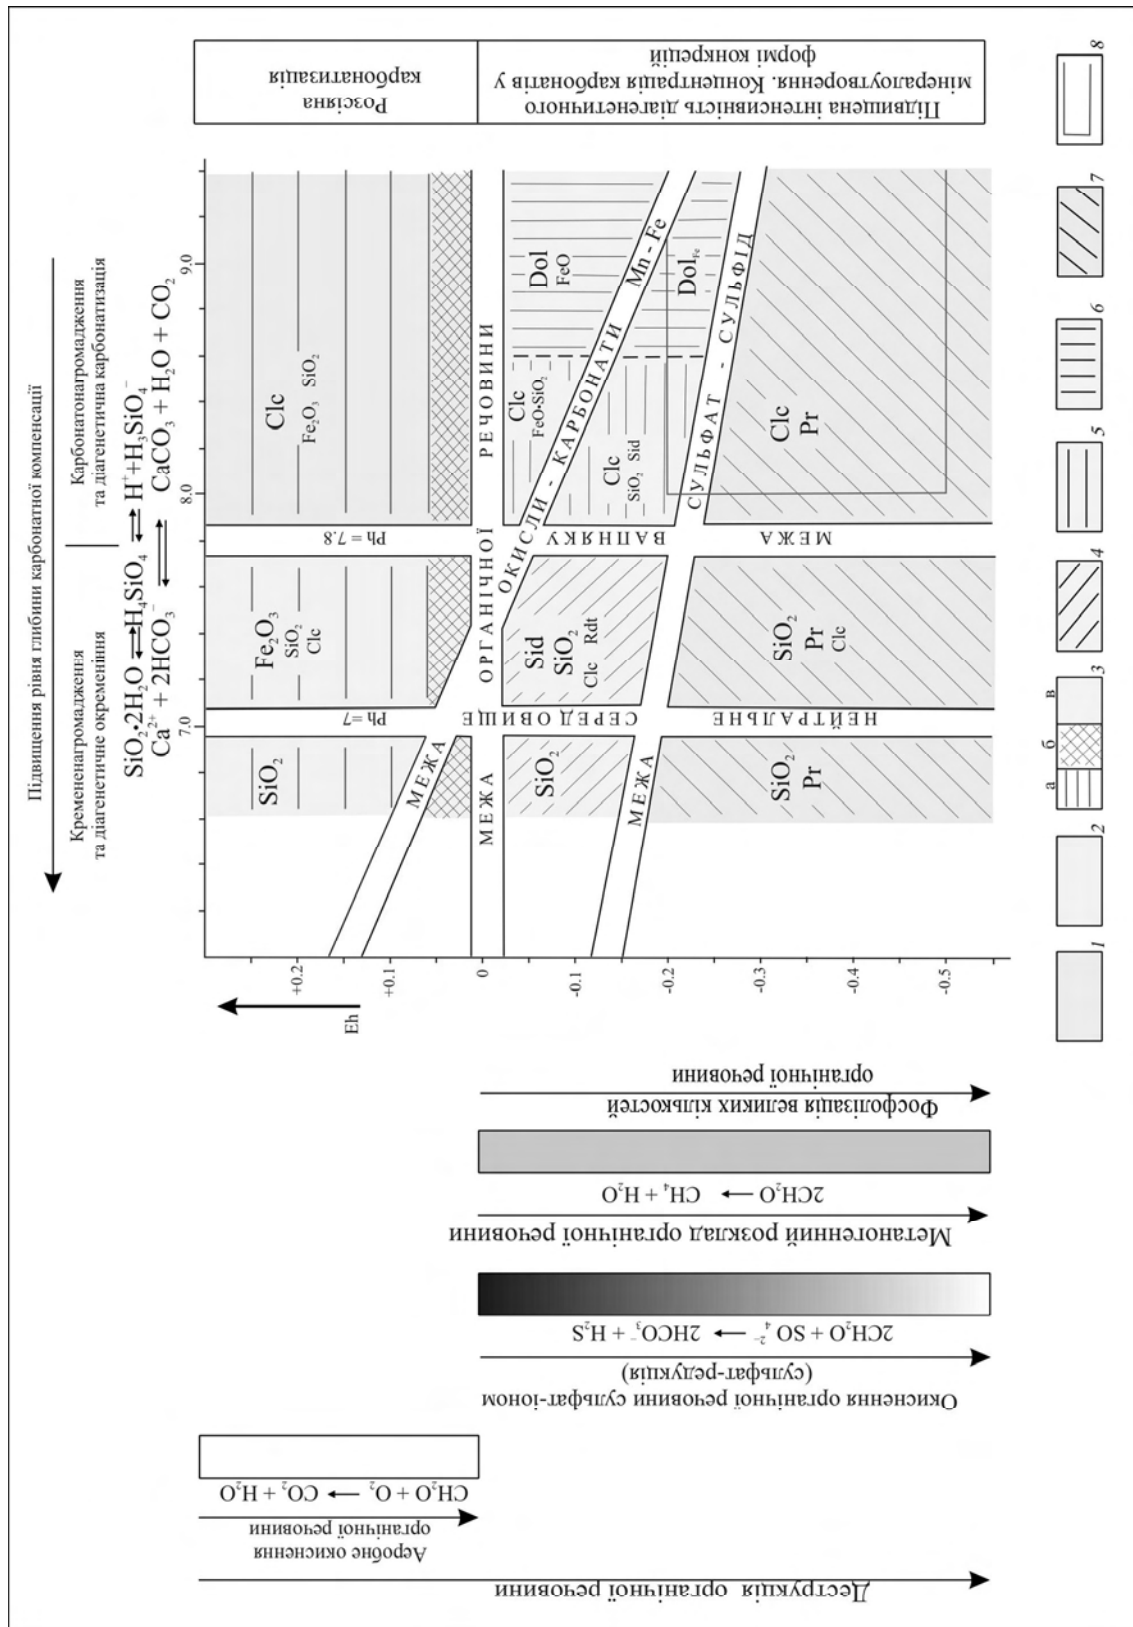 Підвищення рівня глибини карбонатної компенсації
Кремененагромадження
та діагенетичне окременіння
Карбонатонагромадження
та діагенетична карбонатизація
SiO₂•2H₂O ⇄ H₄SiO₄ ⇄ H⁺+H₃SiO₄⁻
Ca²⁺ + 2HCO₃⁻ ⇄ CaCO₃ + H₂O + CO₂
7.0
8.0
9.0
Розсіяна
карбонатизація
Підвищена інтенсивність діагенетичного
мінералоутворення. Концентрація карбонатів у
формі конкрецій
Eh
+0.2
+0.1
0
-0.1
-0.2
-0.3
-0.4
-0.5
SiO₂
Fe₂O₃
SiO₂
Clc
Clc
Fe₂O₃ SiO₂
Ph =7
Ph = 7.8
МЕЖА
МЕЖА ОРГАНІЧНОЇ РЕЧОВИНИ
ОКИСЛИ - КАРБОНАТИ Mn - Fe
SiO₂
Sid
SiO₂
Clc Rdt
Clc
FeO•SiO₂
Dol
FeO
Clc
SiO₂ Sid
Dol Fe
НЕЙТРАЛЬНЕ СЕРЕДОВИЩЕ
МЕЖА ВАПНЯКУ
МЕЖА
СУЛЬФАТ - СУЛЬФІД
SiO₂
Pr
SiO₂
Pr
Clc
Clc
Pr
Деструкція органічної речовини
Аеробне окиснення
органічної речовини
CH₂O + O₂ → CO₂ + H₂O
Окиснення органічної речовини сульфат-іоном
(сульфат-редукція)
2CH₂O + SO₄²⁻ → 2HCO₃⁻ + H₂S
Метаногенний розклад органічної речовини
2CH₂O → CH₄ + H₂O
Фосфолізація великих кількостей
органічної речовини
1
2
а
б
в
3
4
5
6
7
8